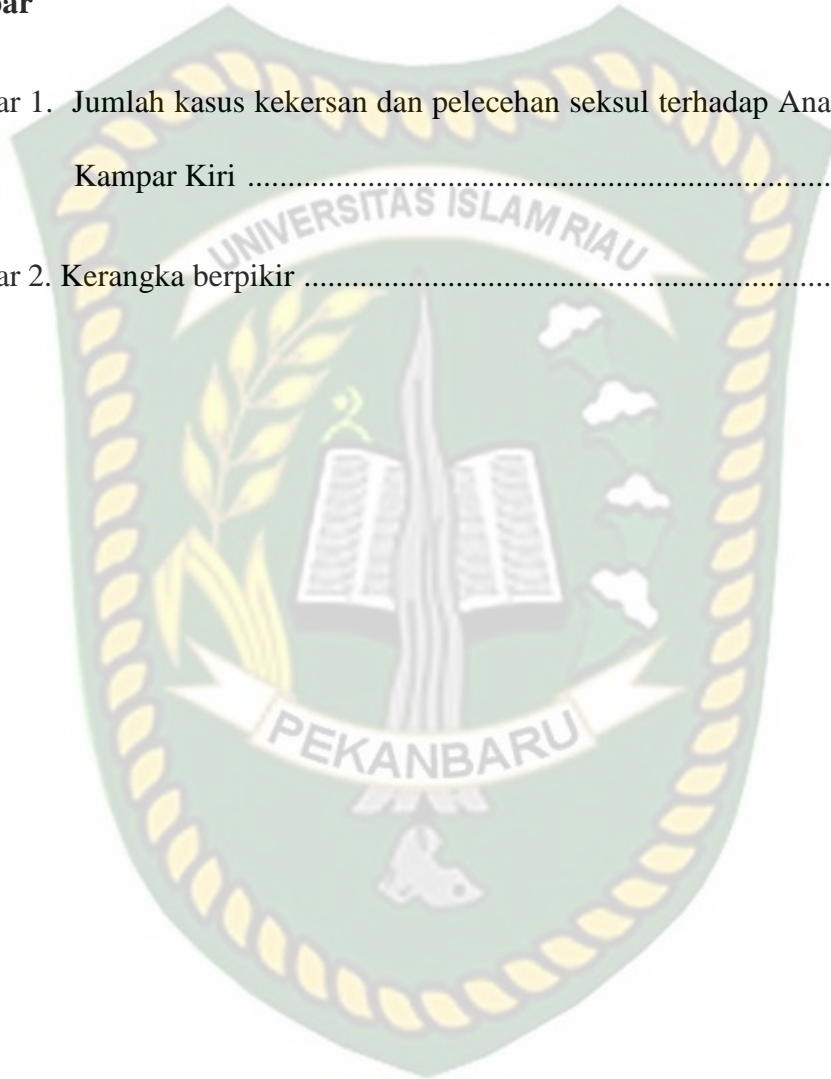 bar
ar 1. Jumlah kasus kekersan dan pelecehan seksul terhadap Ana
Kampar Kiri ........................................................................
UNIVERSITAS ISLAM RIAU
ar 2. Kerangka berpikir .................................................................
PEKANBARU